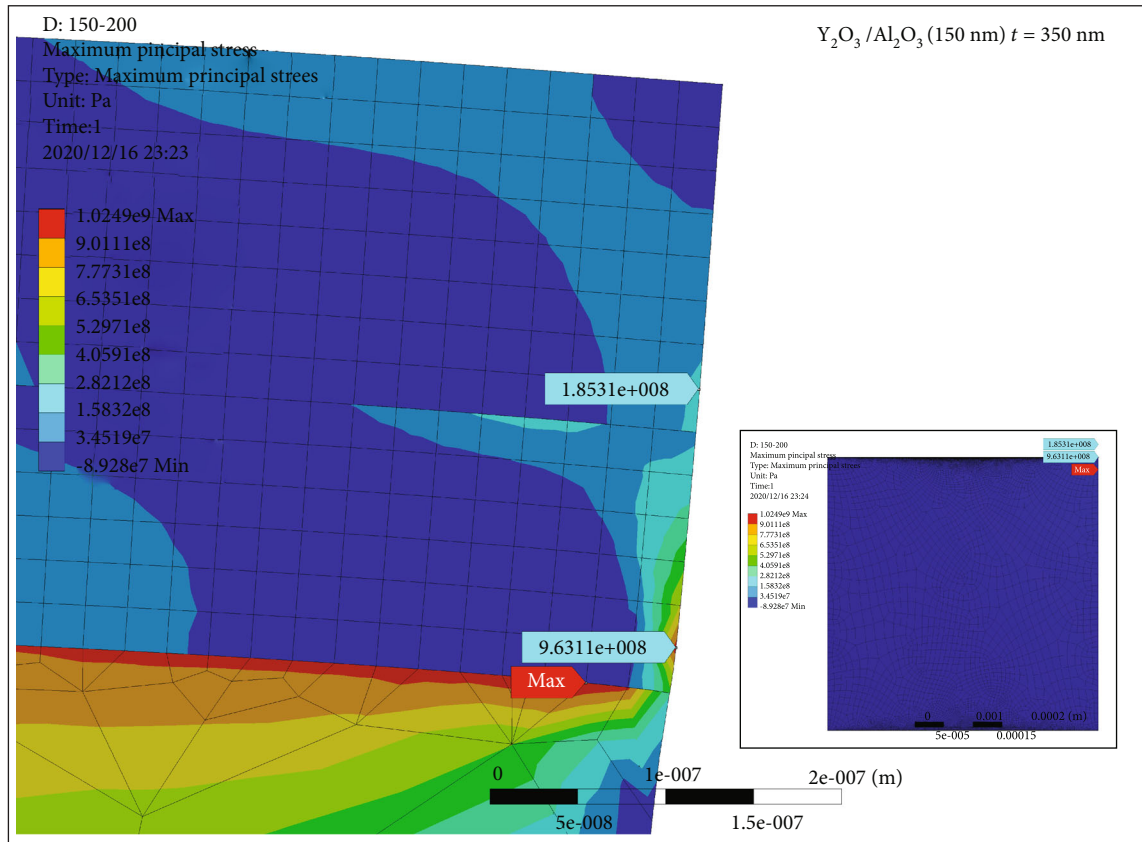 D: 150-200
Maximum pincipal stress
Type: Maximum principal strees
Unit: Pa
Time:1
2020/12/16 23:23
Y₂O₃ /Al₂O₃ (150 nm) t = 350 nm
1.0249e9 Max
9.0111e8
7.7731e8
6.5351e8
5.2971e8
4.0591e8
2.8212e8
1.5832e8
3.4519e7
-8.928e7 Min
1.8531e+008
9.6311e+008
Max
0
1e-007
2e-007 (m)
5e-008
1.5e-007
D: 150-200
Maximum pincipal stress
Type: Maximum principal strees
Unit: Pa
Time:1
2020/12/16 23:24
1.8531e+008
9.6311e+008
Max
1.0249e9 Max
9.0111e8
7.7731e8
6.5351e8
5.2971e8
4.0591e8
2.8212e8
1.5832e8
3.4519e7
-8.928e7 Min
0
0.001
0.0002 (m)
5e-005
0.00015